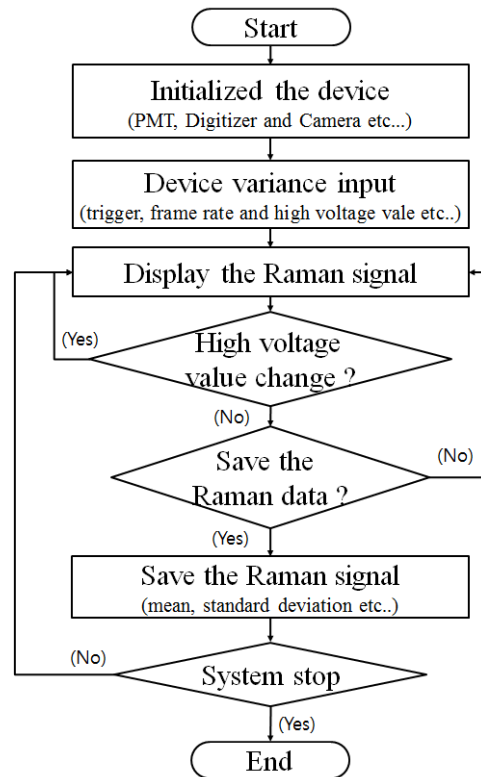 Start
Initialized the device
(PMT, Digitizer and Camera etc...)
Device variance input
(trigger, frame rate and high voltage vale etc..)
Display the Raman signal
(Yes)
High voltage
value change ?
(No)
Save the
Raman data ?
(No)
(Yes)
Save the Raman signal
(mean, standard deviation etc..)
(No)
System stop
(Yes)
End